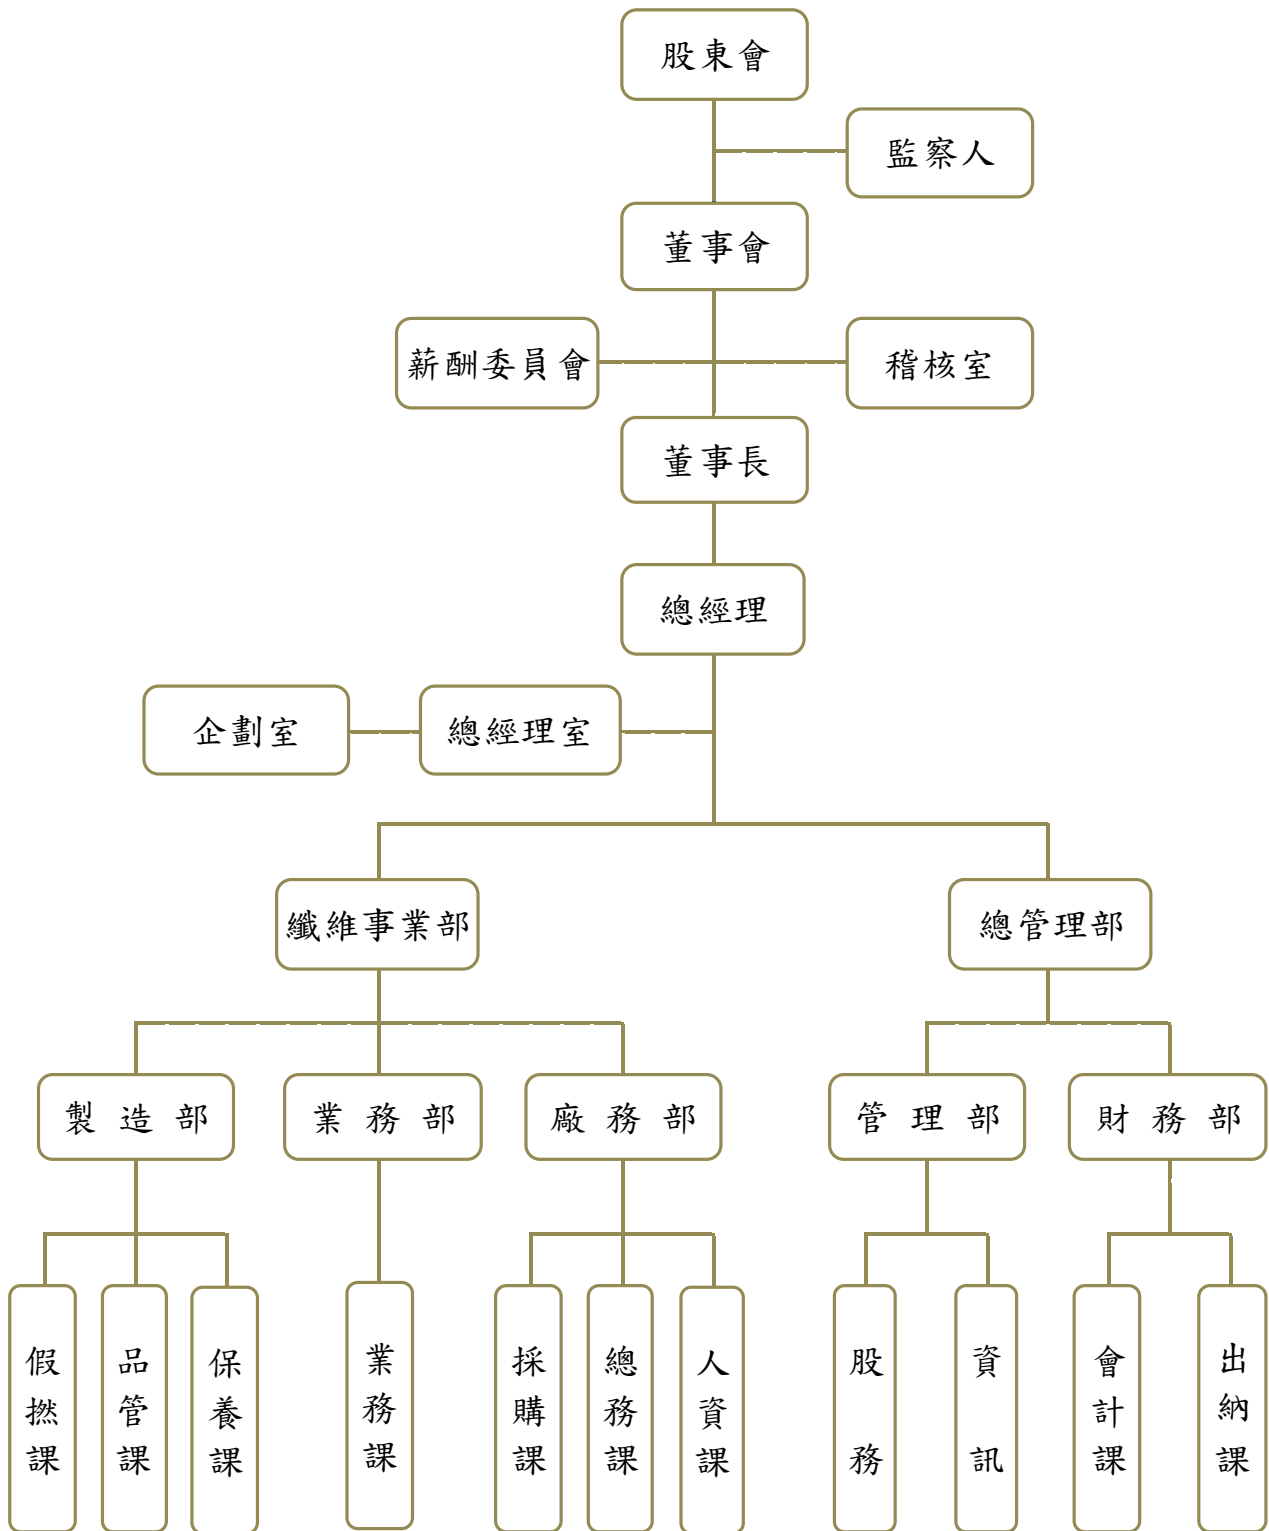 股東會
監察人
董事會
薪酬委員會
稽核室
董事長
總經理
企劃室
總經理室
纖維事業部
總管理部
製造部
業務部
廠務部
管理部
財務部
假撚課
品管課
保養課
業務課
採購課
總務課
人資課
股務
資訊
會計課
出納課